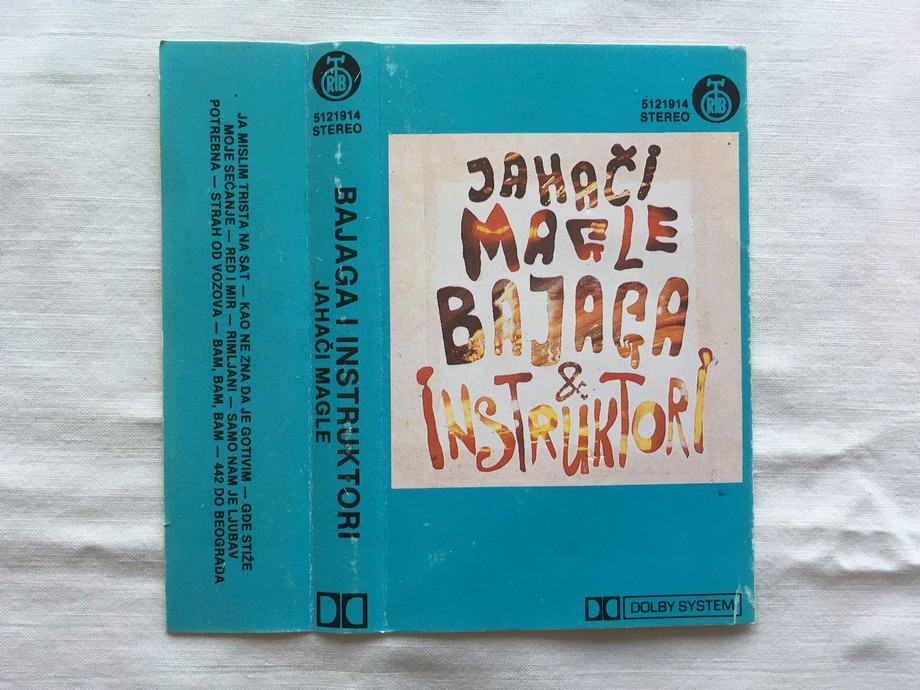 JA MISLIM TRISTA NA SAT — KAO NE ZNA DA JE GOTIVIM — GDE STIŽE
MOJE SEĆANJE — RED I MIR — RIMLJANI — SAMO NAM JE LJUBAV
POTREBNA — STRAH OD VOZOVA — BAM, BAM, BAM — 442 DO BEOGRADA
RTB
5121914
STEREO
BAJAGA I INSTRUKTORI
JAHAČI MAGLE
RTB
5121914
STEREO
JAHAČI
MAGLE
BAJAGA
&
INSTRUKTORI
DOLBY SYSTEM